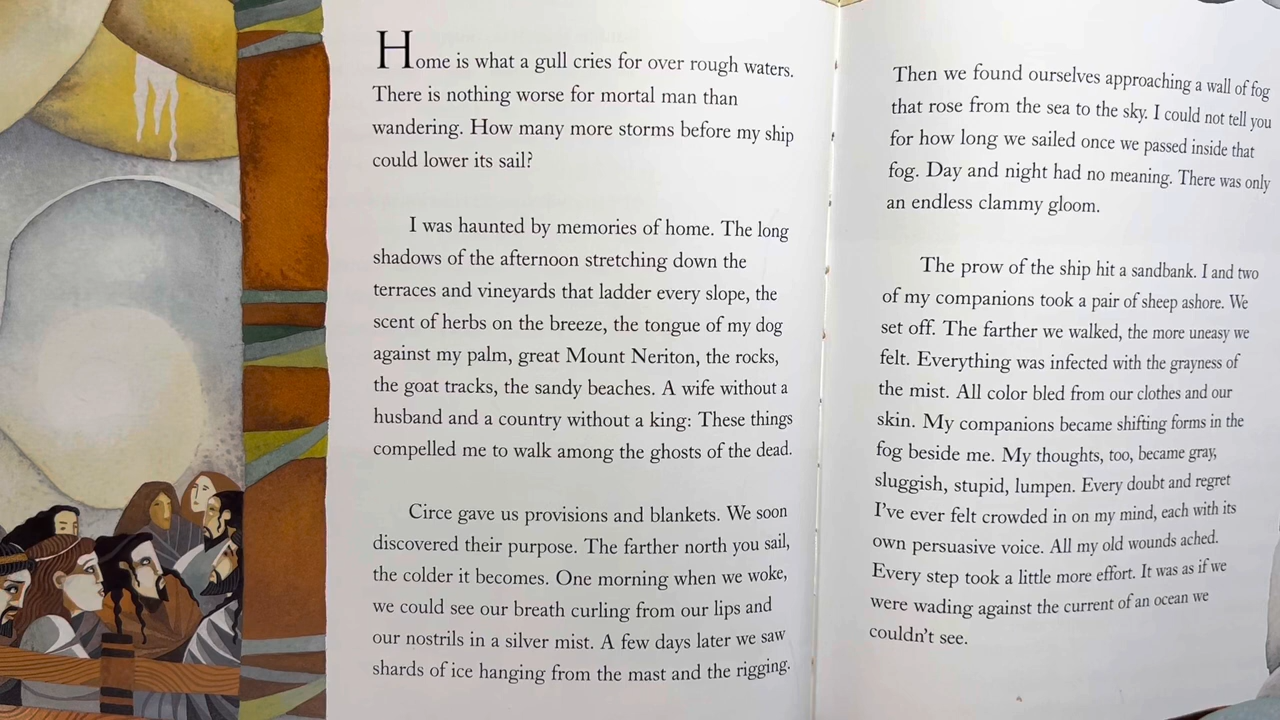 Home is what a gull cries for over rough waters.
There is nothing worse for mortal man than
wandering. How many more storms before my ship
could lower its sail?
I was haunted by memories of home. The long
shadows of the afternoon stretching down the
terraces and vineyards that ladder every slope, the
scent of herbs on the breeze, the tongue of my dog
against my palm, great Mount Neriton, the rocks,
the goat tracks, the sandy beaches. A wife without a
husband and a country without a king: These things
compelled me to walk among the ghosts of the dead.
Circe gave us provisions and blankets. We soon
discovered their purpose. The farther north you sail,
the colder it becomes. One morning when we woke,
we could see our breath curling from our lips and
our nostrils in a silver mist. A few days later we saw
shards of ice hanging from the mast and the rigging.
Then we found ourselves approaching a wall of fog
that rose from the sea to the sky. I could not tell you
for how long we sailed once we passed inside that
fog. Day and night had no meaning. There was only
an endless clammy gloom.
The prow of the ship hit a sandbank. I and two
of my companions took a pair of sheep ashore. We
set off. The farther we walked, the more uneasy we
felt. Everything was infected with the grayness of
the mist. All color bled from our clothes and our
skin. My companions became shifting forms in the
fog beside me. My thoughts, too, became gray,
sluggish, stupid, lumpen. Every doubt and regret
I've ever felt crowded in on my mind, each with its
own persuasive voice. All my old wounds ached.
Every step took a little more effort. It was as if we
were wading against the current of an ocean we
couldn't see.